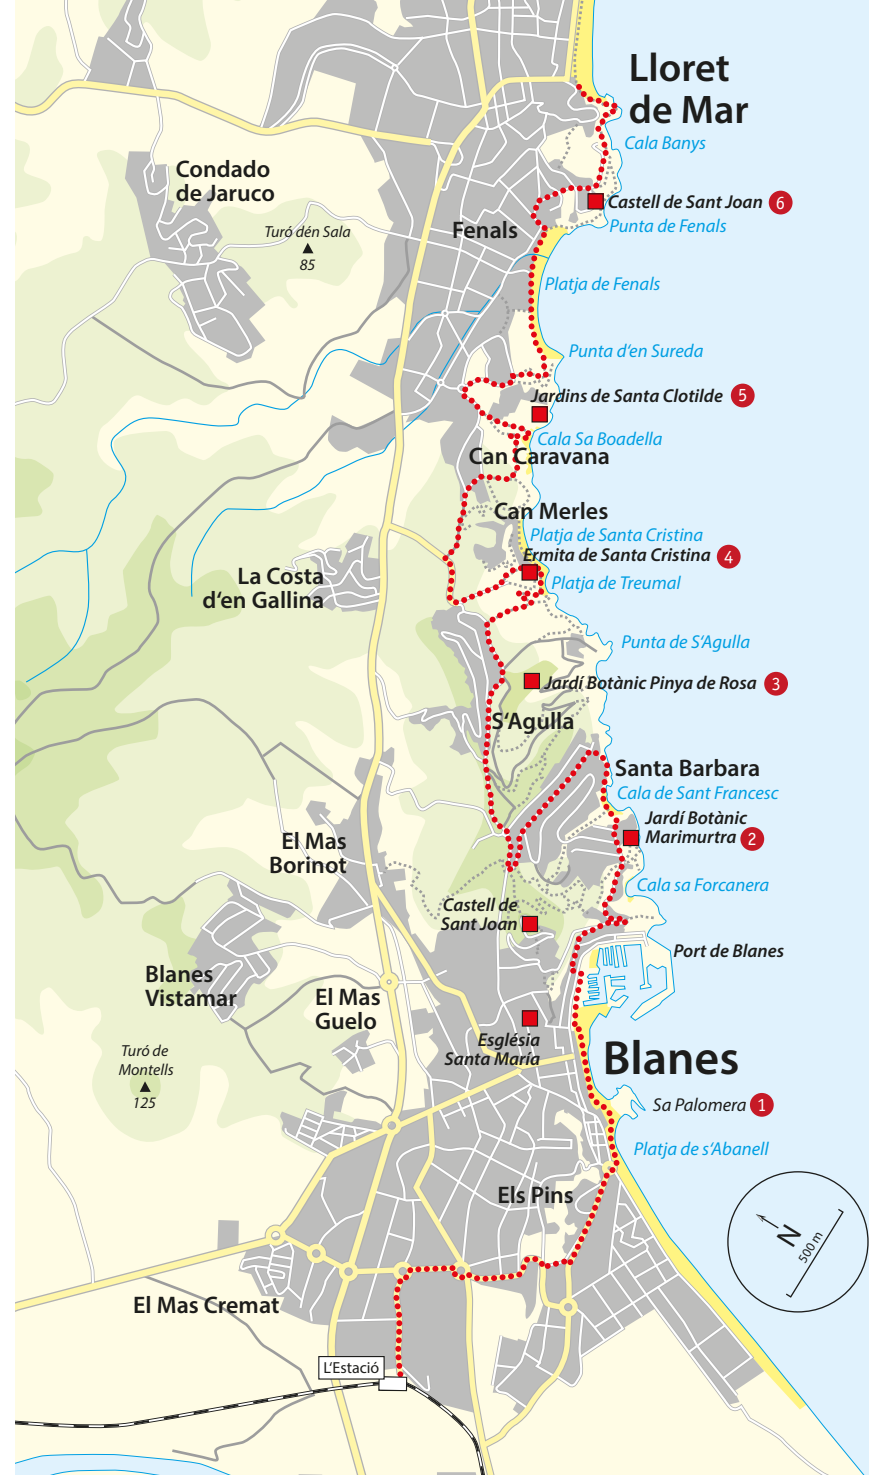 Lloret
de Mar
Cala Banys
Condado
de Jaruco
Castell de Sant Joan 6
Punta de Fenals
Turó dén Sala
85
Fenals
Platja de Fenals
Punta d'en Sureda
Jardins de Santa Clotilde 5
Cala Sa Boadella
Can Caravana
Can Merles
Platja de Santa Cristina
Ermita de Santa Cristina 4
La Costa
d'en Gallina
Platja de Treumal
Punta de S'Agulla
Jardí Botànic Pinya de Rosa 3
S'Agulla
Santa Barbara
Cala de Sant Francesc
Jardí Botànic
Marimurtra 2
El Mas
Borinot
Cala sa Forcanera
Castell de
Sant Joan
Port de Blanes
Blanes
Vistamar
El Mas
Guelo
Església
Santa María
Blanes
Turó de
Montells
125
Sa Palomera 1
Platja de s'Abanell
Els Pins
N
500 m
El Mas Cremat
L'Estació